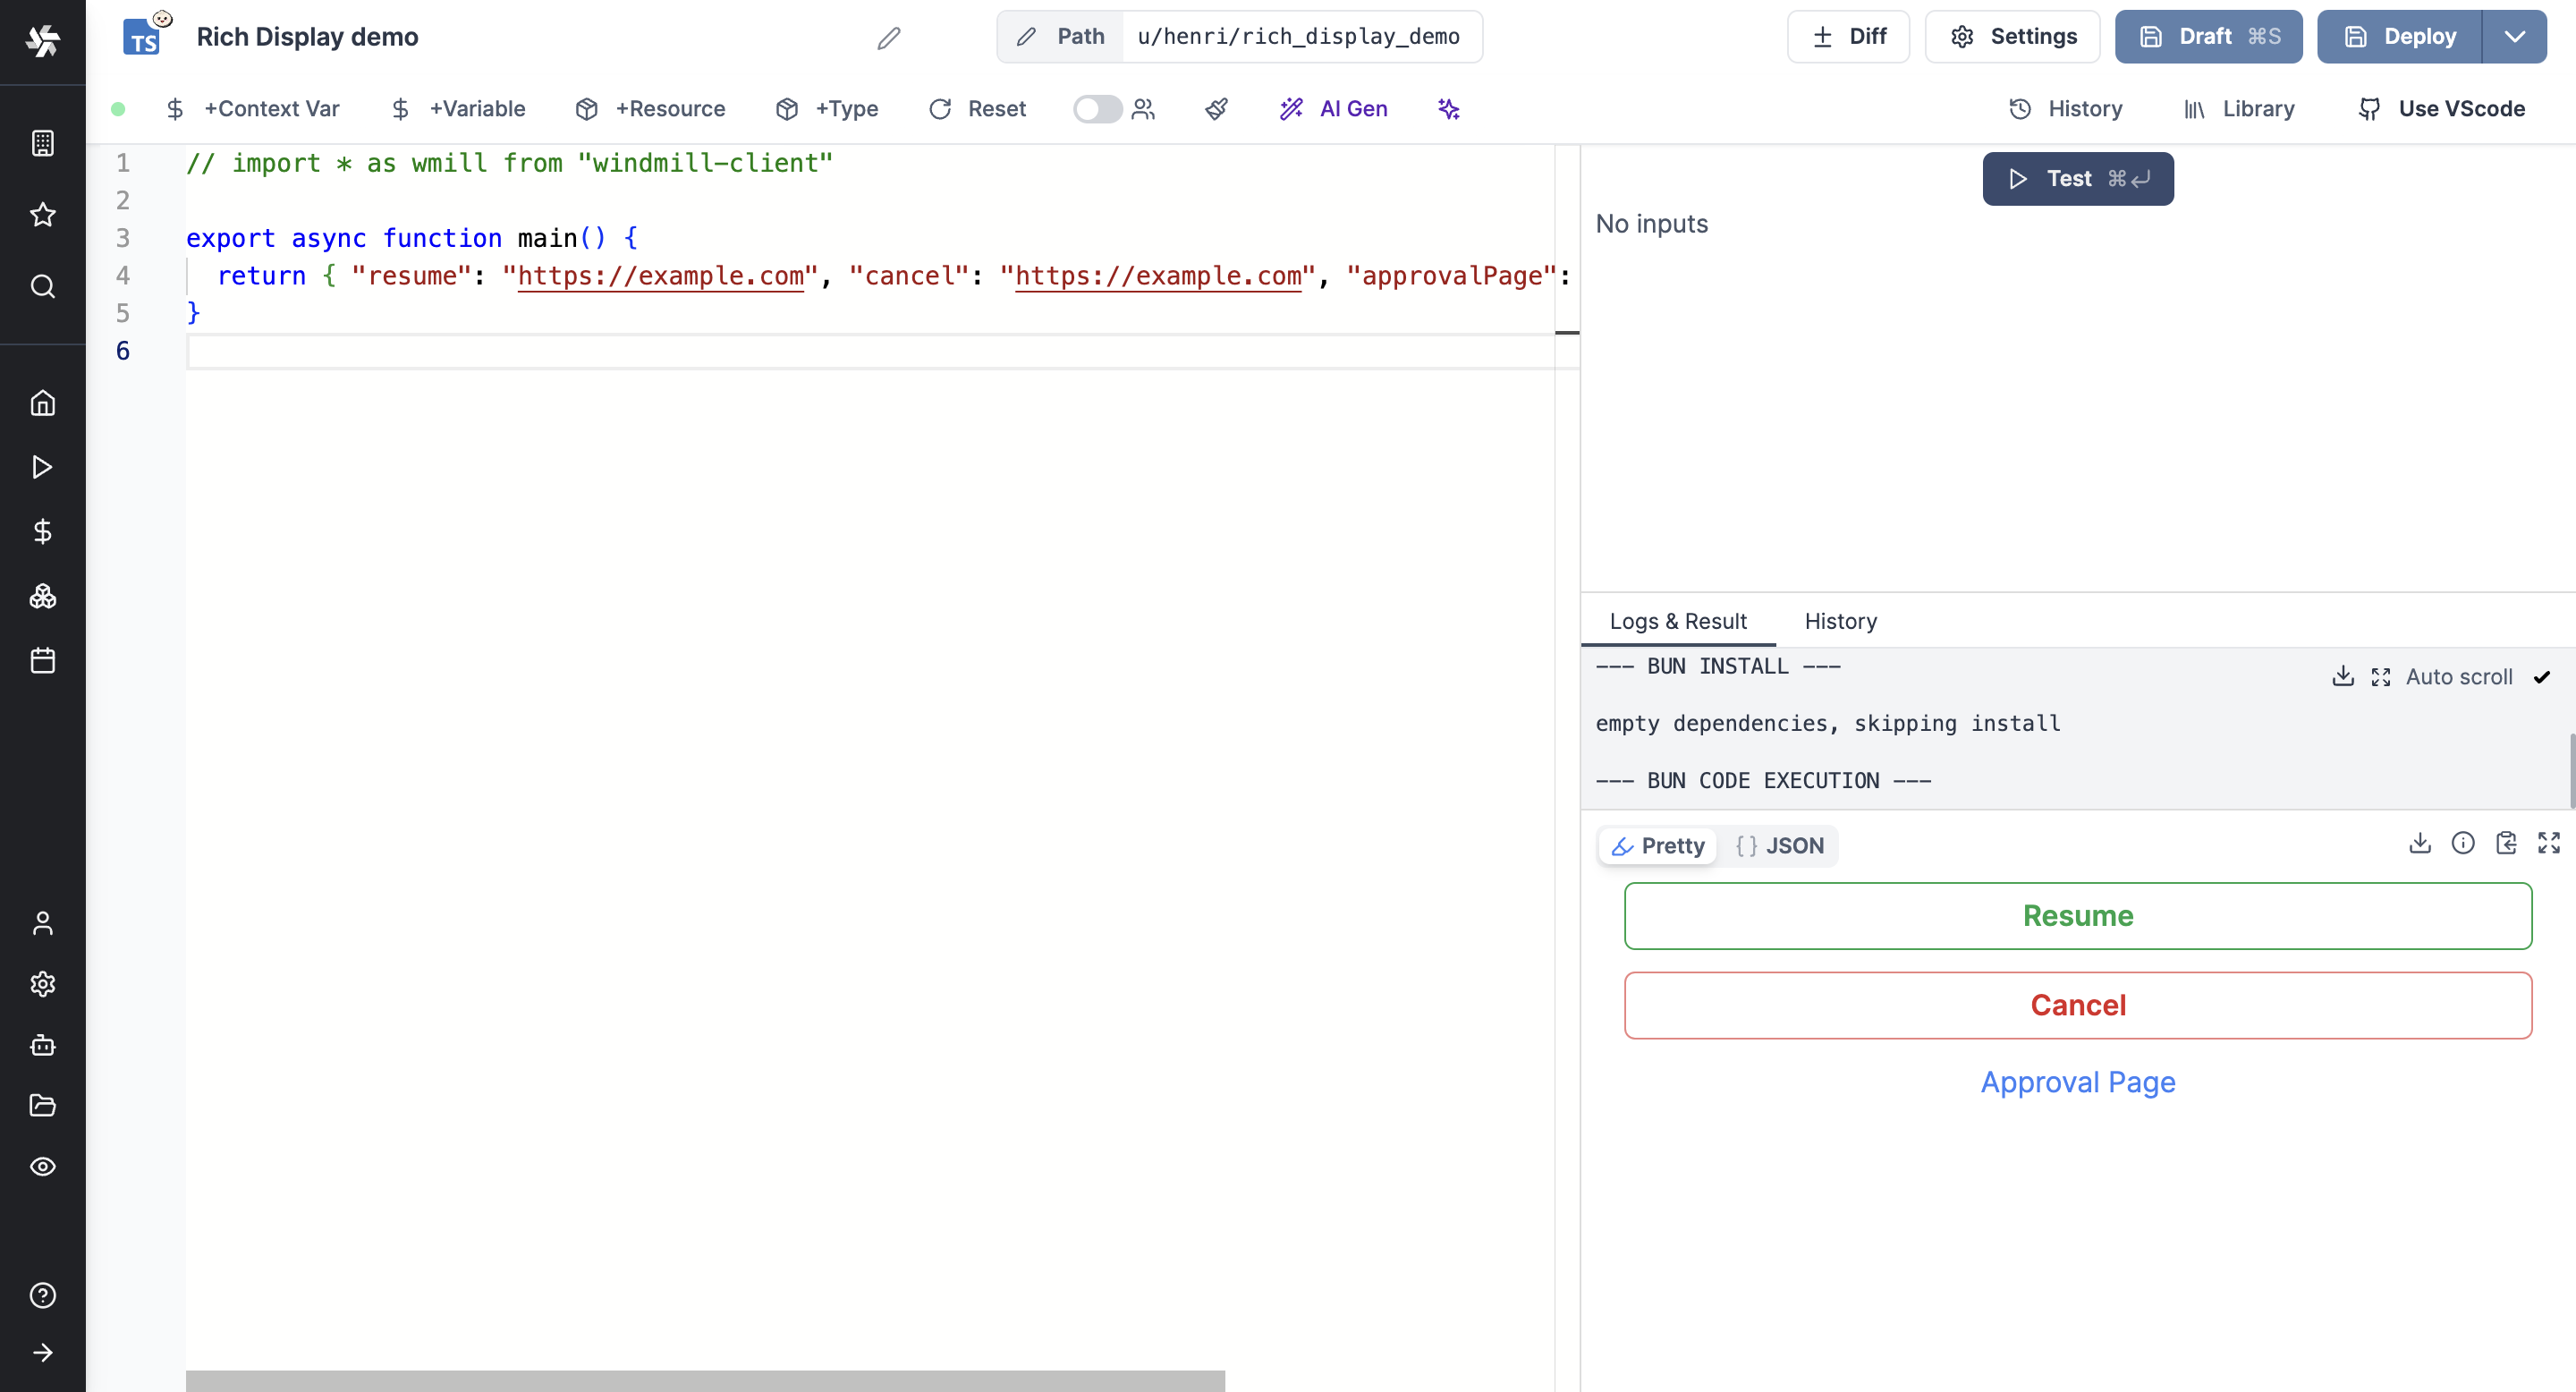 TS Rich Display demo Path u/henri/rich_display_demo Diff Settings Draft ⌘S Deploy
+Context Var +Variable +Resource +Type Reset AI Gen History Library Use VScode
1 // import * as wmill from "windmill-client"
2
3 export async function main() {
4 return { "resume": "https://example.com", "cancel": "https://example.com", "approvalPage":
5 }
6
Test ⌘↵
No inputs
Logs & Result History
--- BUN INSTALL ---
Auto scroll
empty dependencies, skipping install
--- BUN CODE EXECUTION ---
Pretty {} JSON
Resume
Cancel
Approval Page